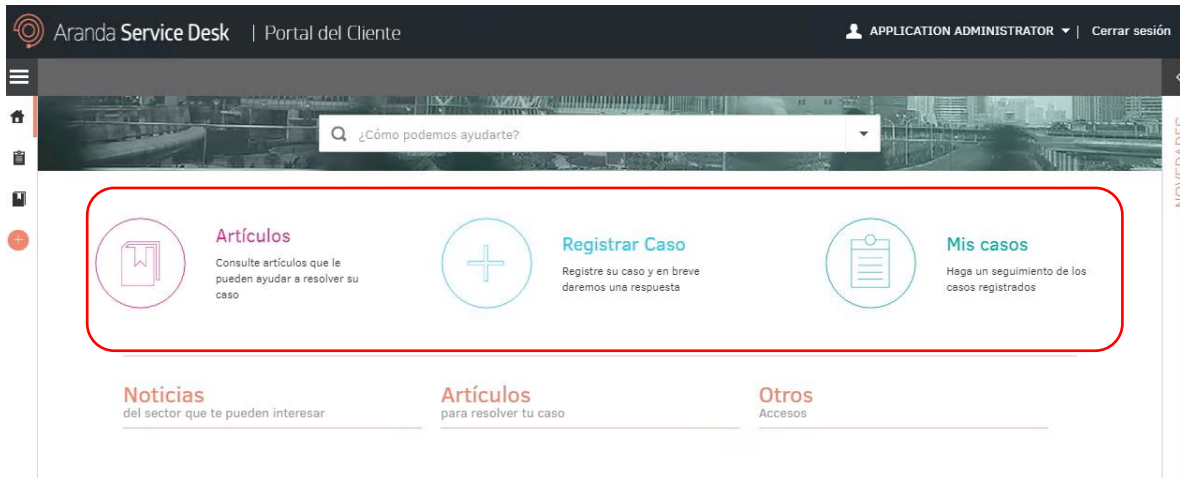 Aranda Service Desk | Portal del Cliente
APPLICATION ADMINISTRATOR | Cerrar sesión
¿Cómo podemos ayudarte?
NOVEDADES
Artículos
Consulte artículos que le
pueden ayudar a resolver su
caso
Registrar Caso
Registre su caso y en breve
daremos una respuesta
Mis casos
Haga un seguimiento de los
casos registrados
Noticias
del sector que te pueden interesar
Artículos
para resolver tu caso
Otros
Accesos